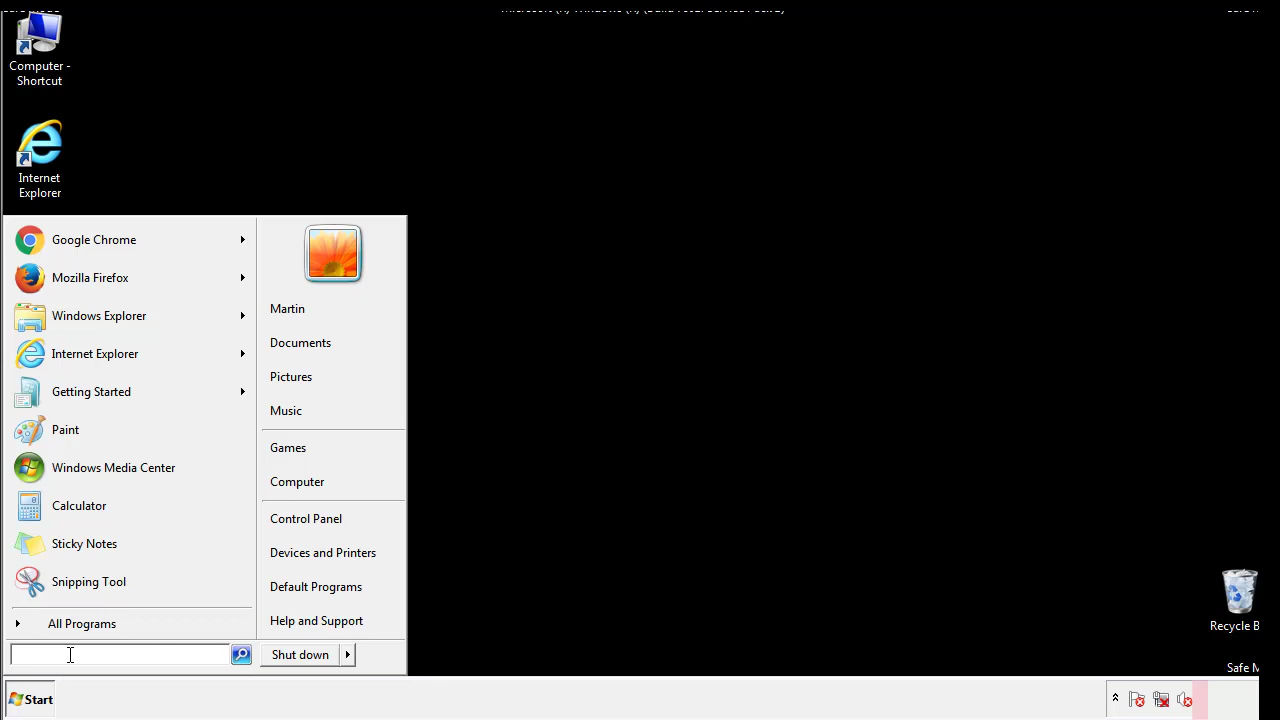 Computer -
Shortcut
Internet
Explorer
Google Chrome
Mozilla Firefox
Windows Explorer
Internet Explorer
Getting Started
Paint
Windows Media Center
Calculator
Sticky Notes
Snipping Tool
All Programs
Martin
Documents
Pictures
Music
Games
Computer
Control Panel
Devices and Printers
Default Programs
Help and Support
Shut down
Recycle B
Safe M
Start